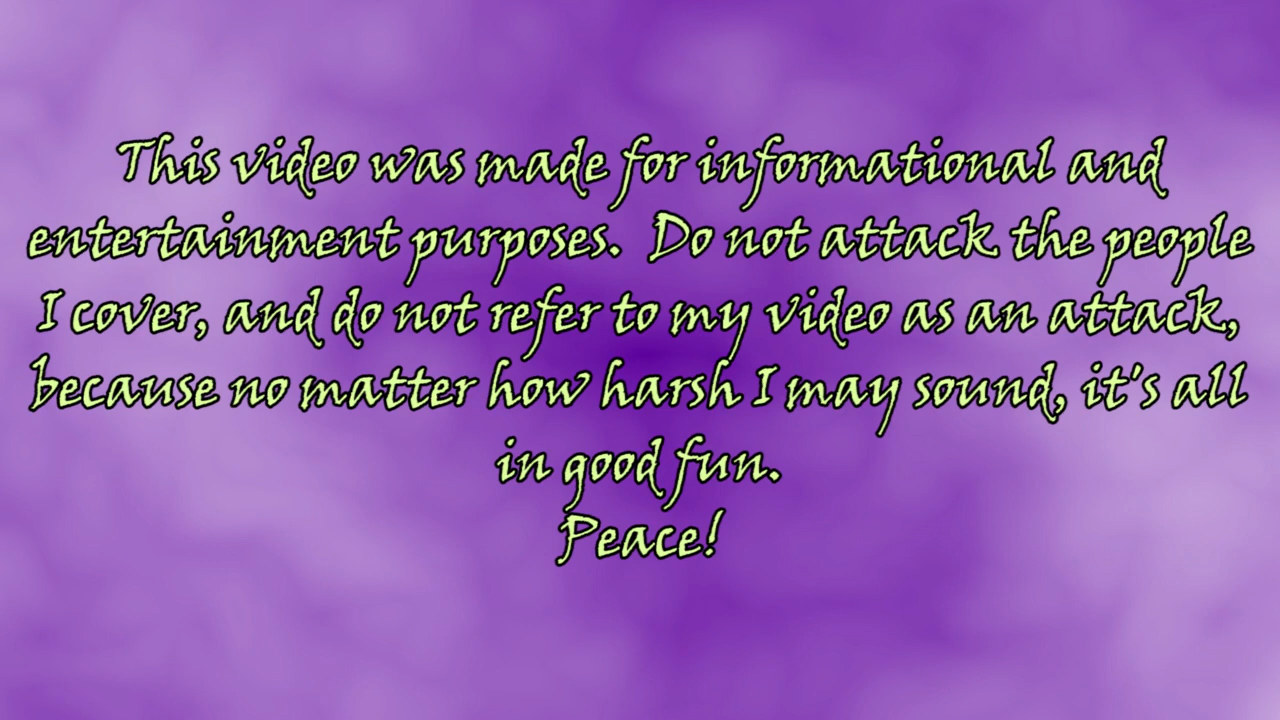 This video was made for informational and
entertainment purposes.  Do not attack the people
I cover, and do not refer to my video as an attack,
because no matter how harsh I may sound, it's all
in good fun.
Peace!